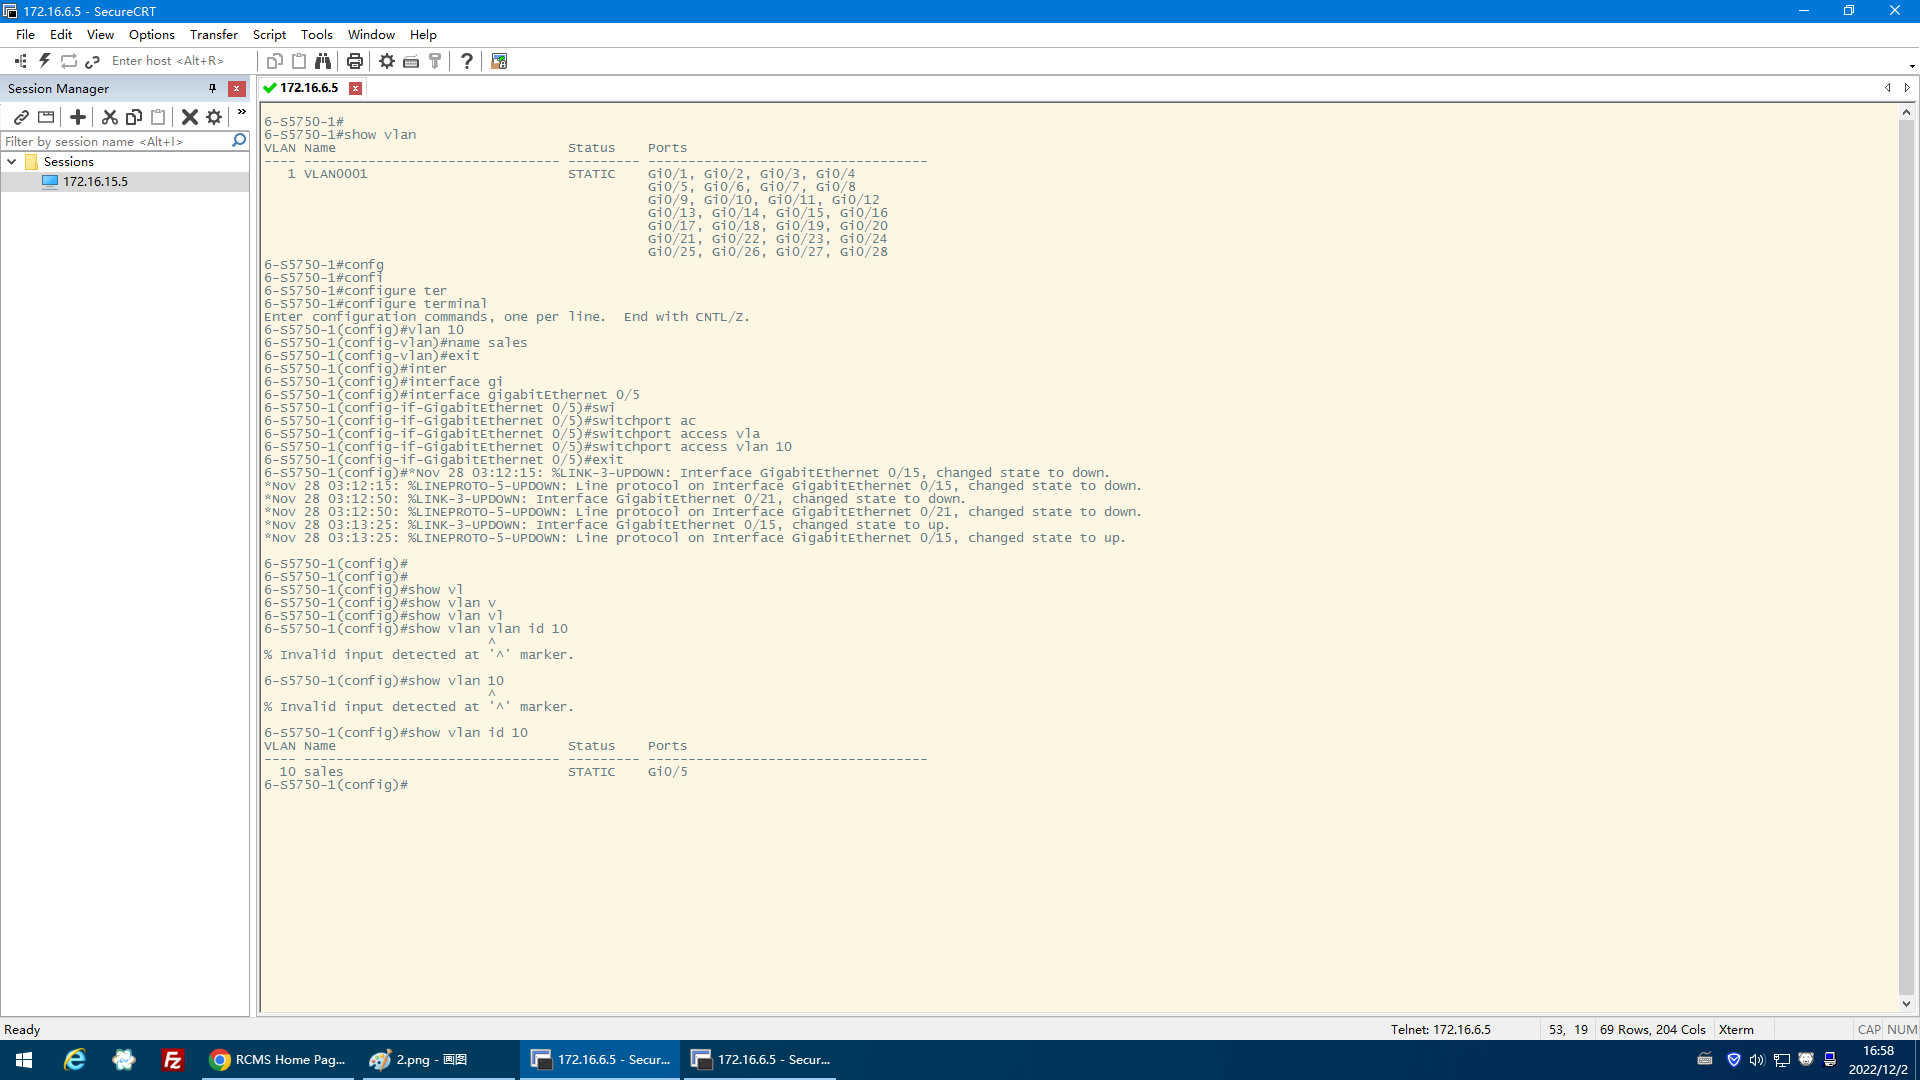 172.16.6.5 - SecureCRT
File Edit View Options Transfer Script Tools Window Help
Enter host <Alt+R>
Session Manager
172.16.6.5
Filter by session name <Alt+I>
Sessions
172.16.15.5
6-S5750-1#
6-S5750-1#show vlan
VLAN Name                             Status    Ports
---- -------------------------------- --------- -----------------------------------
   1 VLAN0001                         STATIC    Gi0/1, Gi0/2, Gi0/3, Gi0/4
                                                Gi0/5, Gi0/6, Gi0/7, Gi0/8
                                                Gi0/9, Gi0/10, Gi0/11, Gi0/12
                                                Gi0/13, Gi0/14, Gi0/15, Gi0/16
                                                Gi0/17, Gi0/18, Gi0/19, Gi0/20
                                                Gi0/21, Gi0/22, Gi0/23, Gi0/24
                                                Gi0/25, Gi0/26, Gi0/27, Gi0/28
6-S5750-1#confg
6-S5750-1#confi
6-S5750-1#configure ter
6-S5750-1#configure terminal
Enter configuration commands, one per line.  End with CNTL/Z.
6-S5750-1(config)#vlan 10
6-S5750-1(config-vlan)#name sales
6-S5750-1(config-vlan)#exit
6-S5750-1(config)#inter
6-S5750-1(config)#interface gi
6-S5750-1(config)#interface gigabitEthernet 0/5
6-S5750-1(config-if-GigabitEthernet 0/5)#swi
6-S5750-1(config-if-GigabitEthernet 0/5)#switchport ac
6-S5750-1(config-if-GigabitEthernet 0/5)#switchport access vla
6-S5750-1(config-if-GigabitEthernet 0/5)#switchport access vlan 10
6-S5750-1(config-if-GigabitEthernet 0/5)#exit
6-S5750-1(config)#*Nov 28 03:12:15: %LINK-3-UPDOWN: Interface GigabitEthernet 0/15, changed state to down.
*Nov 28 03:12:15: %LINEPROTO-5-UPDOWN: Line protocol on Interface GigabitEthernet 0/15, changed state to down.
*Nov 28 03:12:50: %LINK-3-UPDOWN: Interface GigabitEthernet 0/21, changed state to down.
*Nov 28 03:12:50: %LINEPROTO-5-UPDOWN: Line protocol on Interface GigabitEthernet 0/21, changed state to down.
*Nov 28 03:13:25: %LINK-3-UPDOWN: Interface GigabitEthernet 0/15, changed state to up.
*Nov 28 03:13:25: %LINEPROTO-5-UPDOWN: Line protocol on Interface GigabitEthernet 0/15, changed state to up.
6-S5750-1(config)#
6-S5750-1(config)#
6-S5750-1(config)#show vl
6-S5750-1(config)#show vlan v
6-S5750-1(config)#show vlan vl
6-S5750-1(config)#show vlan vlan id 10
                            ^
% Invalid input detected at '^' marker.
6-S5750-1(config)#show vlan 10
                            ^
% Invalid input detected at '^' marker.
6-S5750-1(config)#show vlan id 10
VLAN Name                             Status    Ports
---- -------------------------------- --------- -----------------------------------
  10 sales                            STATIC    Gi0/5
6-S5750-1(config)#
Ready
Telnet: 172.16.6.5
53, 19
69 Rows, 204 Cols
Xterm
CAP NUM
RCMS Home Pag...
2.png - 画图
172.16.6.5 - Secur...
172.16.6.5 - Secur...
16:58
2022/12/2